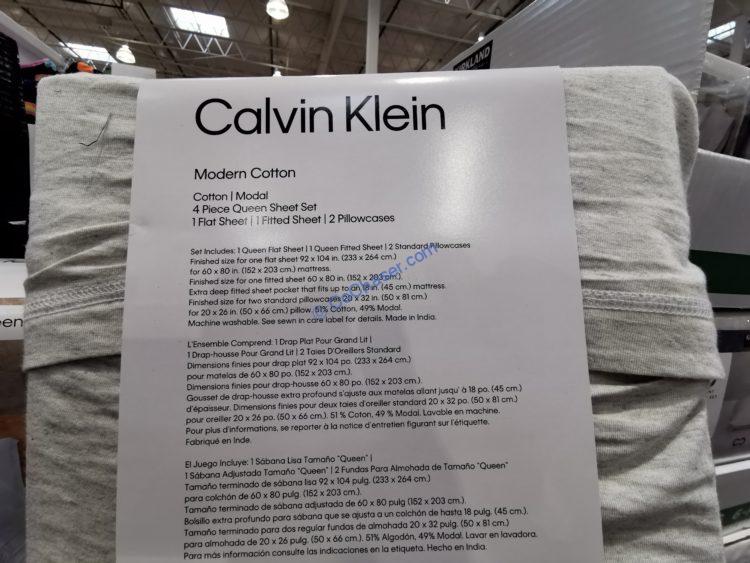 KIRKLAND
Calvin Klein
Modern Cotton
Cotton | Modal
4 Piece Queen Sheet Set
1 Flat Sheet | 1 Fitted Sheet | 2 Pillowcases
Set Includes: 1 Queen Flat Sheet | 1 Queen Fitted Sheet | 2 Standard Pillowcases
Finished size for one flat sheet 92 x 104 in. (233 x 264 cm.)
for 60 x 80 in. (152 x 203 cm.) mattress.
Finished size for one fitted sheet 60 x 80 in. (152 x 203 cm.).
Extra deep fitted sheet pocket that fits up to an 18 in. (45 cm.) mattress.
Finished size for two standard pillowcases 20 x 32 in. (50 x 81 cm.)
for 20 x 26 in. (50 x 66 cm.) pillow. 51% Cotton, 49% Modal.
Machine washable. See sewn in care label for details. Made in India.
L'Ensemble Comprend: 1 Drap Plat Pour Grand Lit |
1 Drap-housse Pour Grand Lit | 2 Taies D'Oreillers Standard
Dimensions finies pour drap plat 92 x 104 po. (233 x 264 cm.)
pour matelas de 60 x 80 po. (152 x 203 cm.).
Dimensions finies pour drap-housse 60 x 80 po. (152 x 203 cm.).
Gousset de drap-housse extra profond s'ajuste aux matelas allant jusqu' à 18 po. (45 cm.)
d'épaisseur. Dimensions finies pour deux taies d'oreiller standard 20 x 32 po. (50 x 81 cm.)
pour oreiller 20 x 26 po. (50 x 66 cm.). 51 % Coton, 49 % Modal. Lavable en machine.
Pour plus d'informations, se reporter à la notice d'entretien figurant sur l'étiquette.
Fabriqué en Inde.
El Juego Incluye: 1 Sábana Lisa Tamaño "Queen" |
1 Sábana Adjustada Tamaño "Queen" | 2 Fundas Para Almohada de Tamaño "Queen"
Tamaño terminado de sábana lisa 92 x 104 pulg. (233 x 264 cm.)
para colchón de 60 x 80 pulg. (152 x 203 cm.).
Tamaño terminado de sábana adjustada de 60 x 80 pulg (152 x 203 cm.).
Bolsillo extra profundo para sábana que se ajusta a un colchón de hasta 18 pulg. (45 cm.).
Tamaño terminado para dos regular fundas de almohada 20 x 32 pulg. (50 x 81 cm.)
para almohada de 20 x 26 pulg. (50 x 66 cm.). 51% Algodón, 49% Modal. Lavar en lavadora.
Para más información consulte las indicaciones en la etiqueta. Hecho en India.